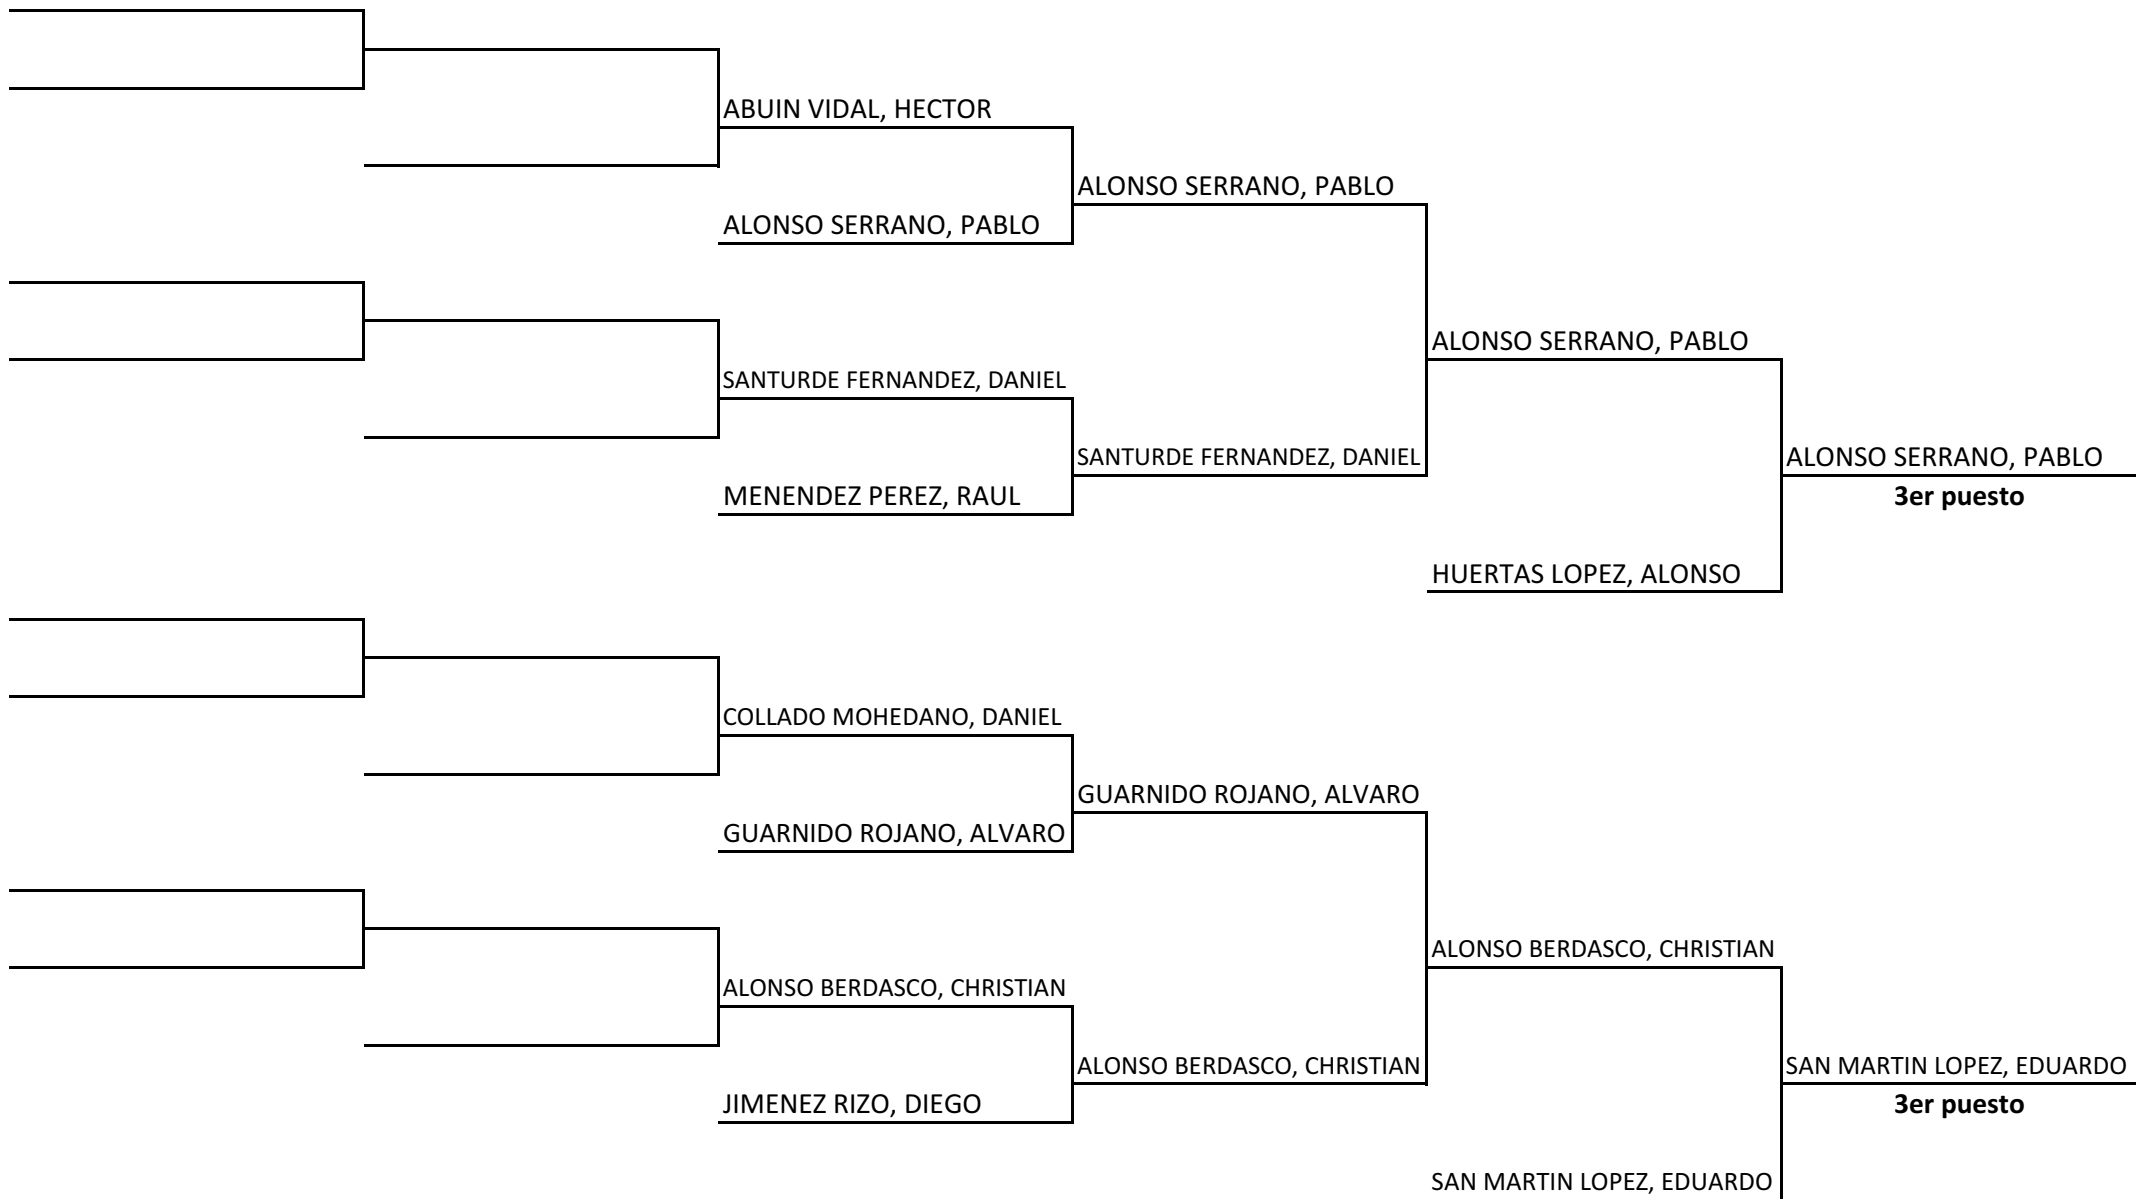 ABUIN VIDAL, HECTOR
ALONSO SERRANO, PABLO
ALONSO SERRANO, PABLO
ALONSO SERRANO, PABLO
SANTURDE FERNANDEZ, DANIEL
SANTURDE FERNANDEZ, DANIEL
ALONSO SERRANO, PABLO
MENENDEZ PEREZ, RAUL
3er puesto
HUERTAS LOPEZ, ALONSO
COLLADO MOHEDANO, DANIEL
GUARNIDO ROJANO, ALVARO
GUARNIDO ROJANO, ALVARO
ALONSO BERDASCO, CHRISTIAN
ALONSO BERDASCO, CHRISTIAN
ALONSO BERDASCO, CHRISTIAN
SAN MARTIN LOPEZ, EDUARDO
JIMENEZ RIZO, DIEGO
3er puesto
SAN MARTIN LOPEZ, EDUARDO